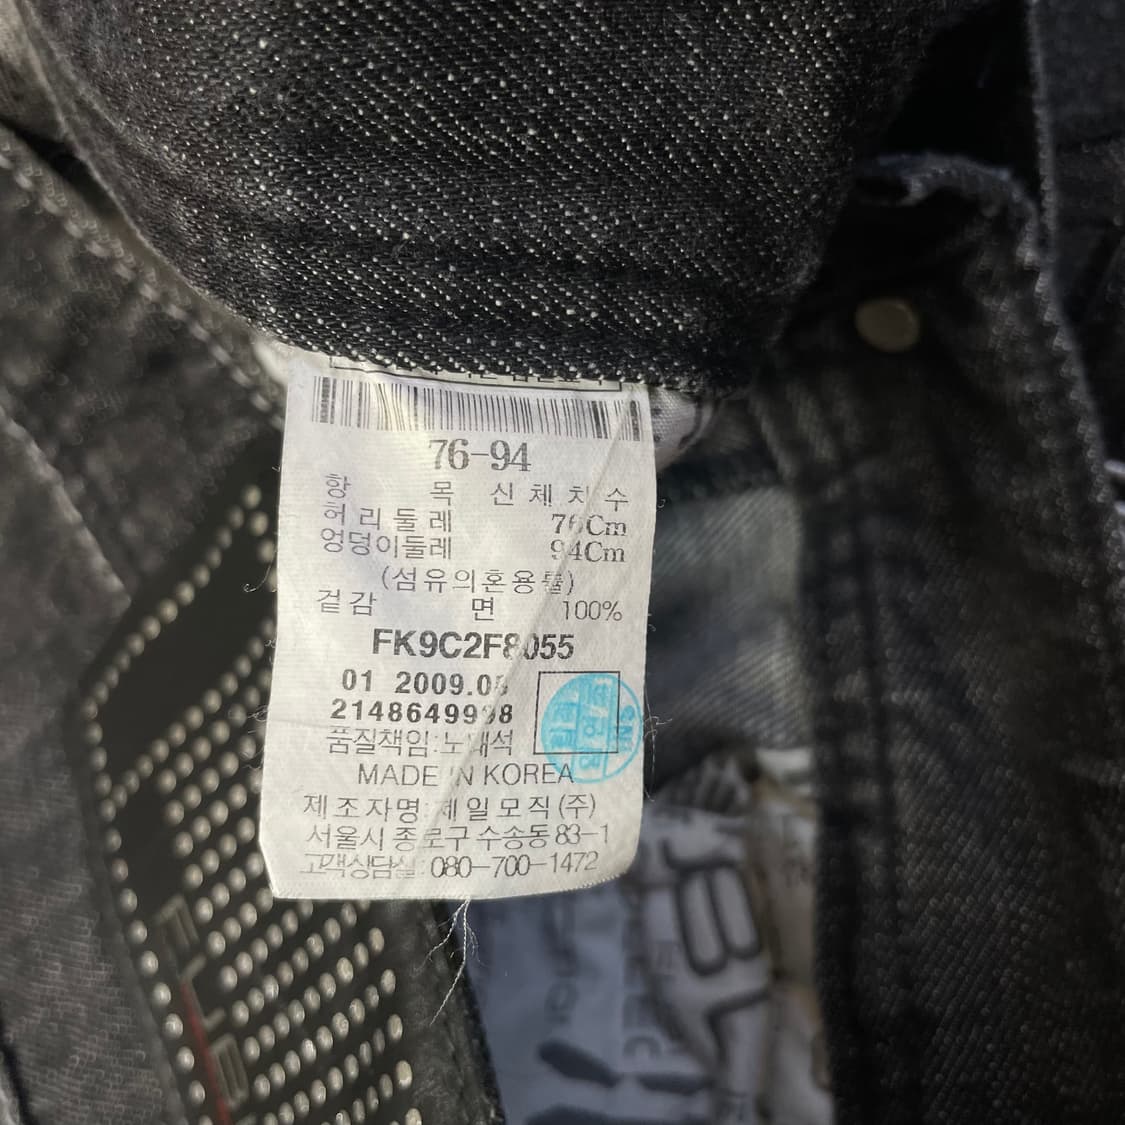 76-94
항 목 신체치수
허리둘레 76Cm
엉덩이둘레 94Cm
(섬유의혼용률)
겉감 면 100%
FK9C2F8055
01 2009.08
2148649998
품질책임:노내석
MADE IN KOREA
제조자명:제일모직(주)
서울시 종로구 수송동 83-1
고객상담실:080-700-1472